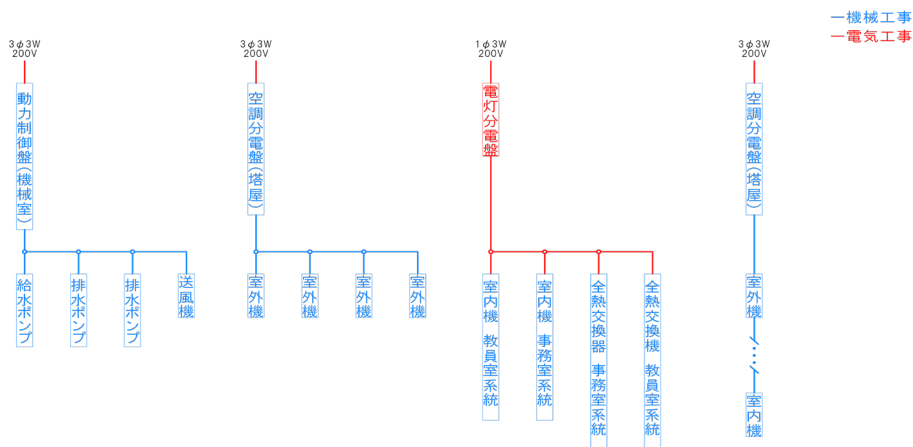 一機械工事
一電気工事
3φ3W
200V
動力制御盤(機械室)
給水ポンプ
排水ポンプ
排水ポンプ
送風機
3φ3W
200V
空調分電盤(塔屋)
室外機
室外機
室外機
室外機
1φ3W
200V
電灯分電盤
室内機 教員室系統
室内機 事務室系統
全熱交換器 事務室系統
全熱交換機 教員室系統
3φ3W
200V
空調分電盤(塔屋)
室外機
室内機